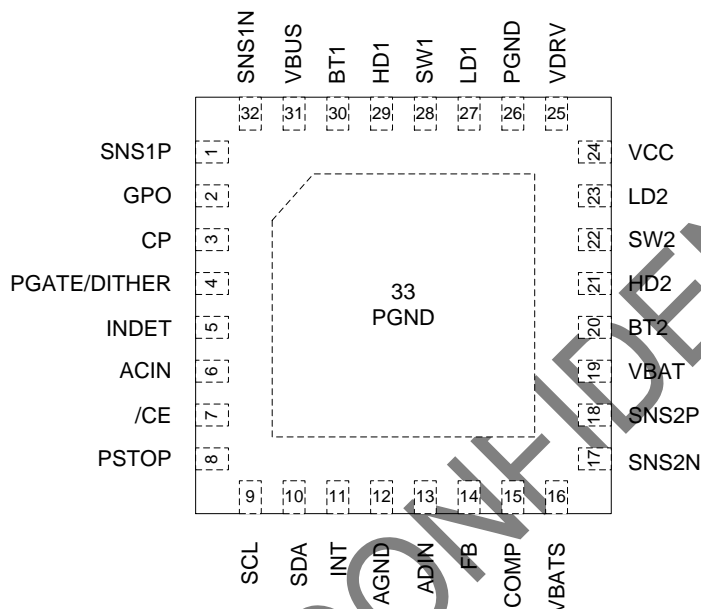 SNS1N
VBUS
BT1
HD1
SW1
LD1
PGND
VDRV
32
31
30
29
28
27
26
25
SNS1P 1
GPO 2
CP 3
PGATE/DITHER 4
INDET 5
ACIN 6
/CE 7
PSTOP 8
24 VCC
23 LD2
22 SW2
21 HD2
20 BT2
19 VBAT
18 SNS2P
17 SNS2N
33
PGND
9
10
11
12
13
14
15
16
SCL
SDA
INT
AGND
ADIN
FB
COMP
VBATS